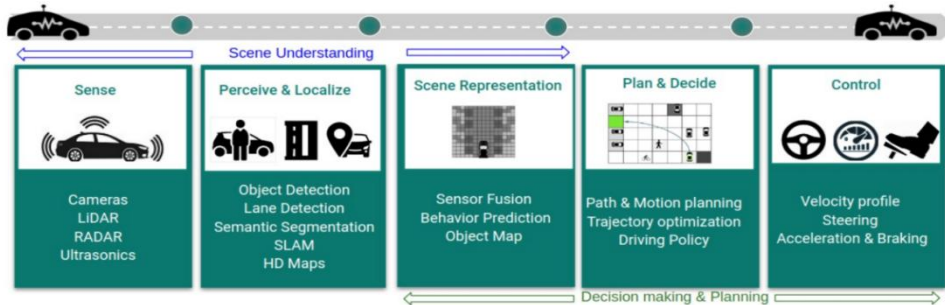 Scene Understanding
Sense
Cameras
LiDAR
RADAR
Ultrasonics
Perceive & Localize
Object Detection
Lane Detection
Semantic Segmentation
SLAM
HD Maps
Scene Representation
Sensor Fusion
Behavior Prediction
Object Map
Plan & Decide
Path & Motion planning
Trajectory optimization
Driving Policy
Control
Velocity profile
Steering
Acceleration & Braking
Decision making & Planning